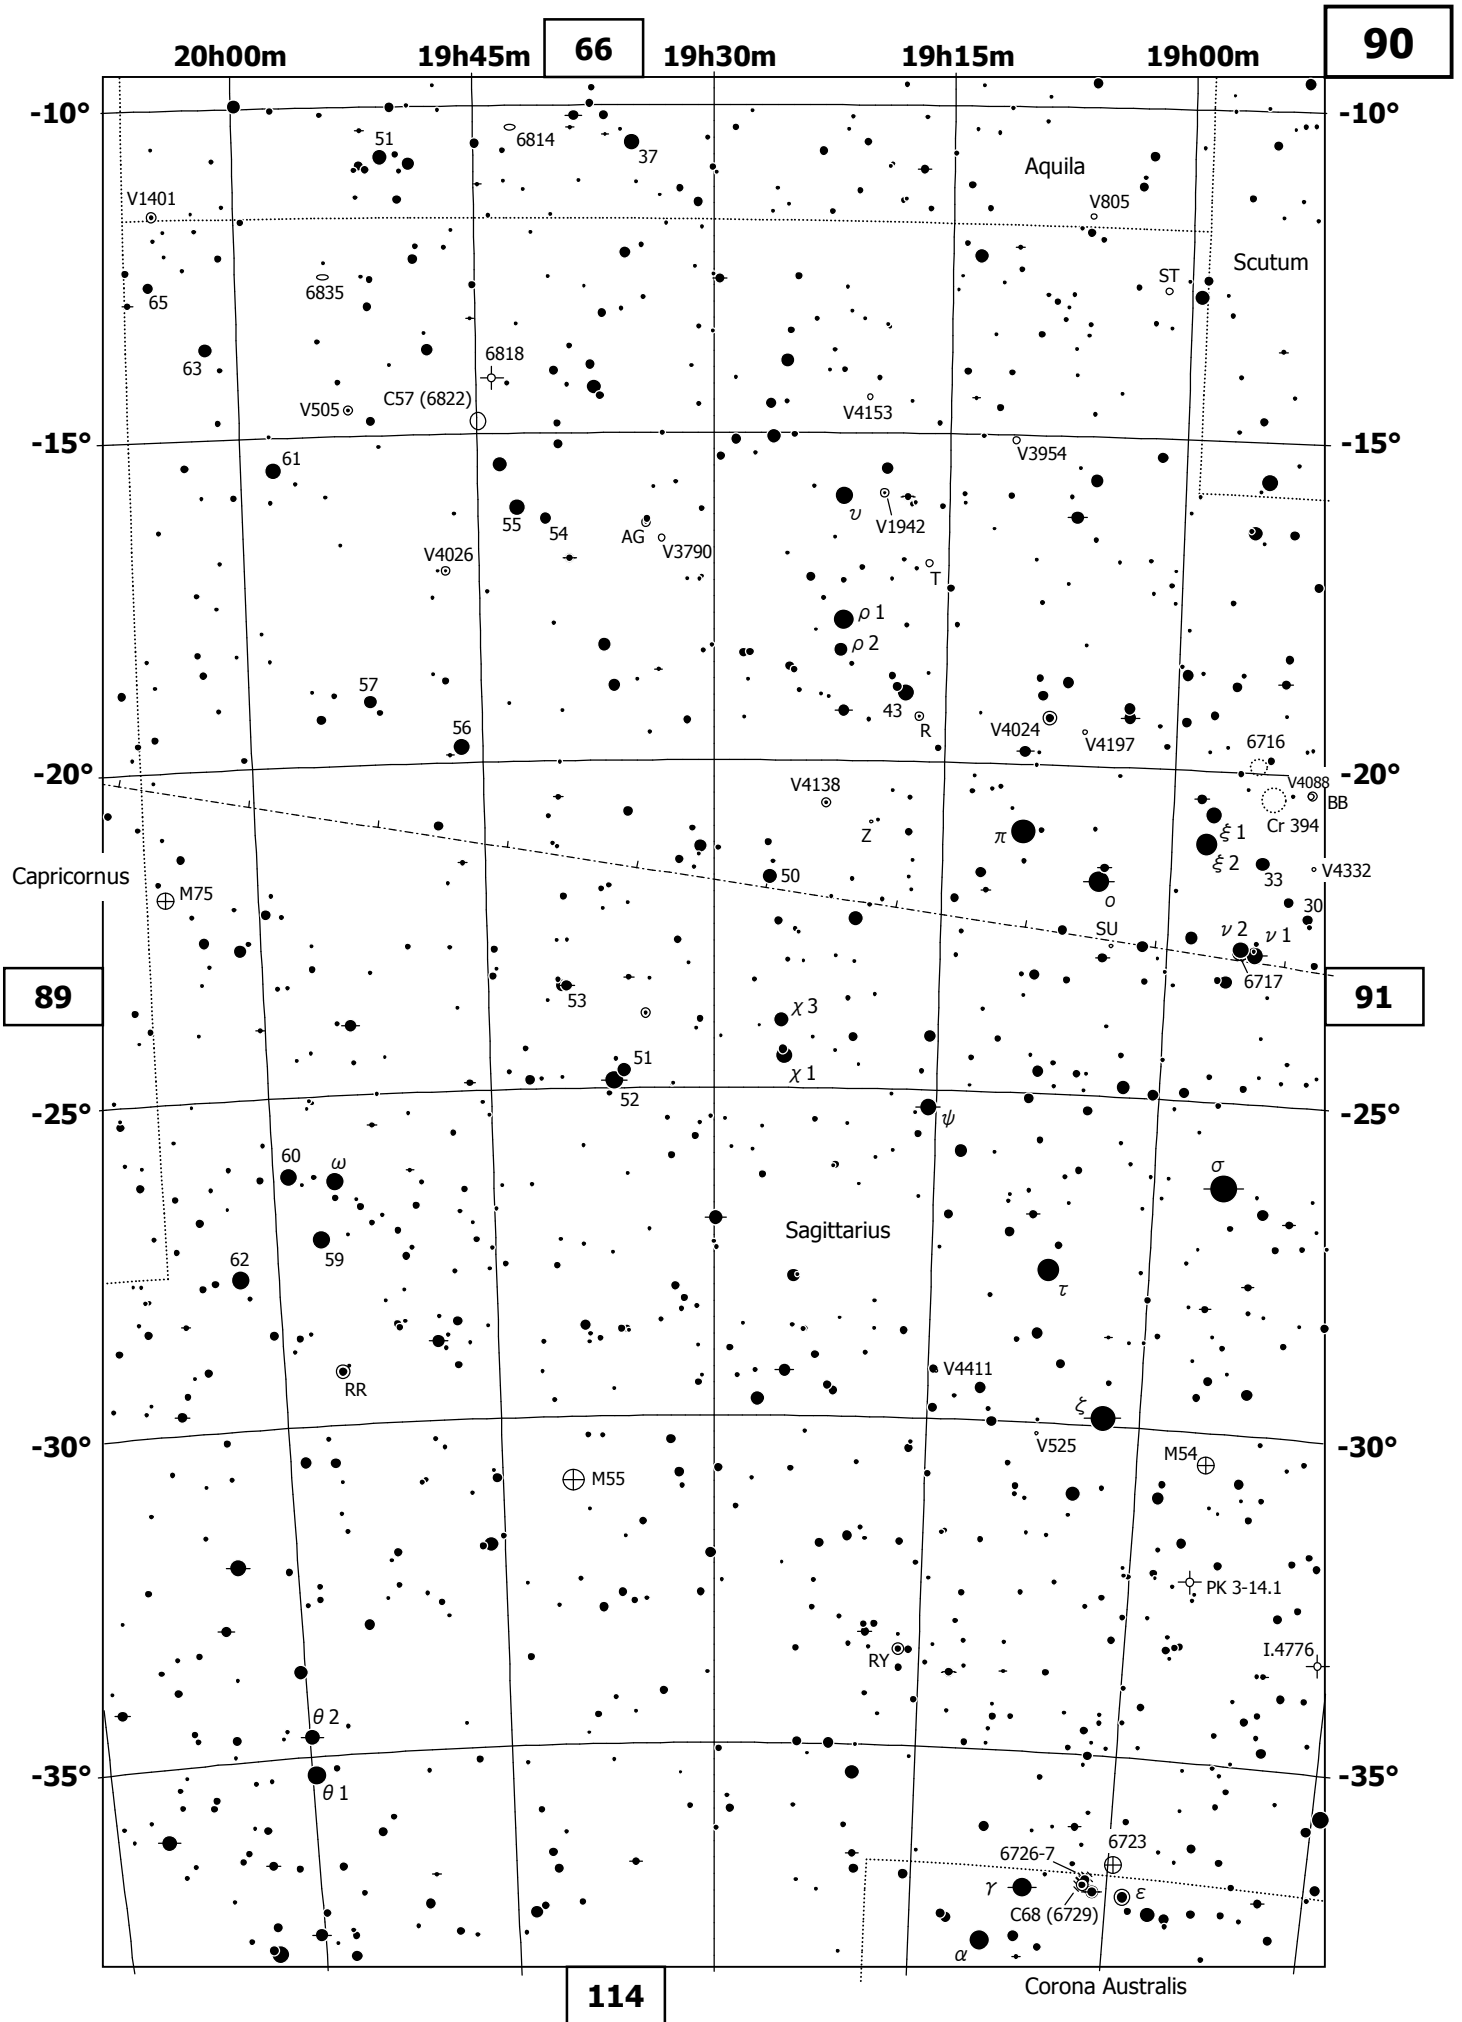 66
90
20h00m 19h45m 19h30m 19h15m 19h00m
-10° -10°
51 6814 37 Aquila
V1401 V805
Scutum
ST
65 6835
63 6818
V505 C57 (6822) V4153
-15° V3954 -15°
61
55 54 υ V1942
AG V3790
V4026 T
ρ 1
ρ 2
57 43 R V4024 V4197
56 6716
-20° -20°
V4138 V4088 BB
Z π Cr 394 ξ 1
ξ 2
Capricornus 50 33 V4332
M75 ο 30
SU ν 2 ν 1
6717
89 53 91
χ 3
51 χ 1
52
-25° ψ -25°
60 ω σ
Sagittarius
59
62 τ
RR V4411
ζ
-30° V525 -30°
M55 M54
PK 3-14.1
RY I.4776
θ 2
-35° -35°
θ 1
6726-7 6723
γ ε
C68 (6729)
α
Corona Australis
114